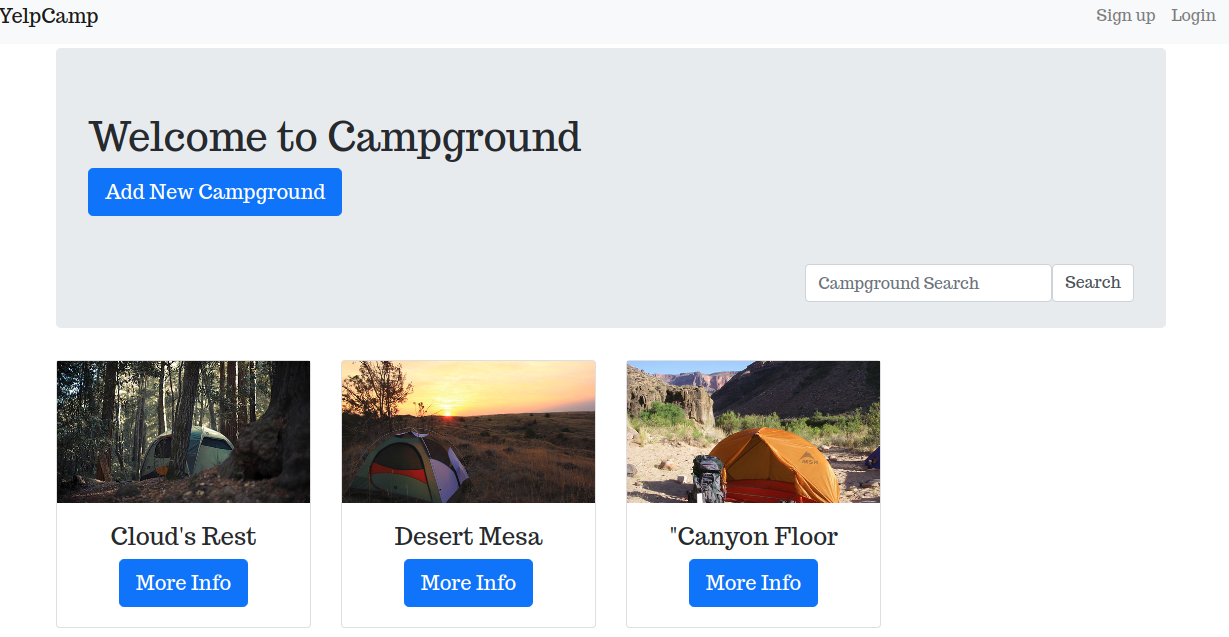 YelpCamp
Sign up Login
Welcome to Campground
Add New Campground
Campground Search Search
Cloud's Rest
Desert Mesa
"Canyon Floor
More Info
More Info
More Info